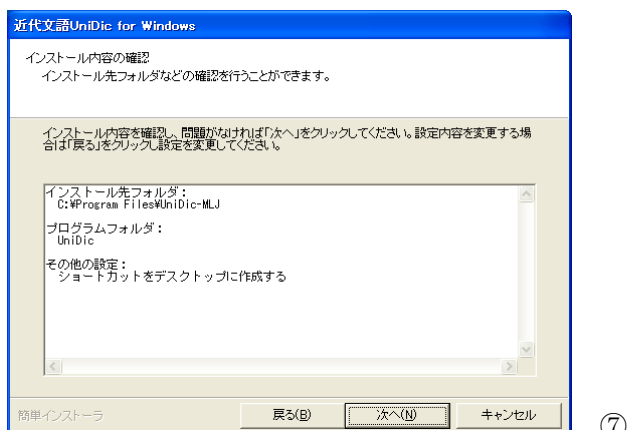 近代文語UniDic for Windows
インストール内容の確認
インストール先フォルダなどの確認を行うことができます。
インストール内容を確認し、問題がなければ「次へ」をクリックしてください。設定内容を変更する場
合は「戻る」をクリックし設定を変更してください。
インストール先フォルダ:
C:¥Program Files¥UniDic-MLJ
プログラムフォルダ:
UniDic
その他の設定:
ショートカットをデスクトップに作成する
簡単インストーラ
戻る(B)
次へ(N)
キャンセル
⑦